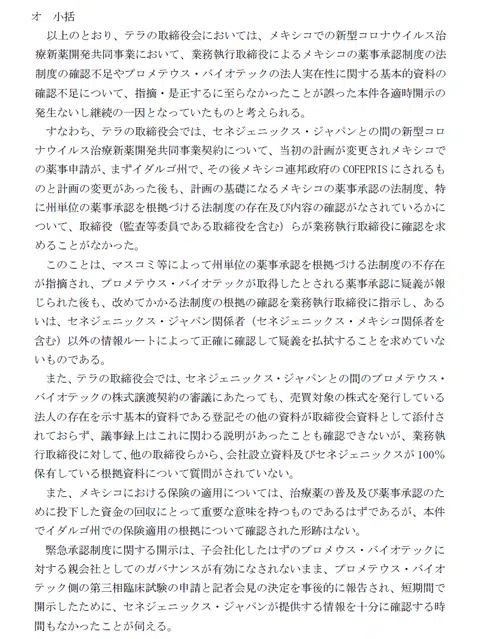 オ　小括
以上のとおり、テラの取締役会においては、メキシコでの新型コロナウイルス治
療新薬開発共同事業において、業務執行取締役によるメキシコの薬事承認制度の法
制度の確認不足やプロメテウス・バイオテックの法人実在性に関する基本的資料の
確認不足について、指摘・是正するに至らなかったことが誤った本件各適時開示の
発生ないし継続の一因となっていたものと考えられる。
すなわち、テラの取締役会では、セネジェニックス・ジャパンとの間の新型コロ
ナウイルス治療新薬開発共同事業契約について、当初の計画が変更されメキシコで
の薬事申請が、まずイダルゴ州で、その後メキシコ連邦政府の COFEPRIS にされるも
のと計画の変更があった後も、計画の基礎になるメキシコの薬事承認の法制度、特
に州単位の薬事承認を根拠づける法制度の存在及び内容の確認がなされているかに
ついて、取締役（監査等委員である取締役を含む）らが業務執行取締役に確認を求
めることがなかった。
このことは、マスコミ等によって州単位の薬事承認を根拠づける法制度の不存在
が指摘され、プロメテウス・バイオテックが取得したとされる薬事承認に疑義が報
じられた後も、改めてかかる法制度の根拠の確認を業務執行取締役に指示し、ある
いは、セネジェニックス・ジャパン関係者（セネジェニックス・メキシコ関係者を
含む）以外の情報ルートによって正確に確認して疑義を払拭することを求めていな
いものである。
また、テラの取締役会では、セネジェニックス・ジャパンとの間のプロメテウス・
バイオテックの株式譲渡契約の審議にあたっても、売買対象の株式を発行している
法人の存在を示す基本的資料である登記その他の資料が取締役会資料として添付さ
れておらず、議事録上はこれに関わる説明があったことも確認できないが、業務執
行取締役に対して、他の取締役らから、会社設立資料及びセネジェニックスが 100%
保有している根拠資料について質問がされていない。
また、メキシコにおける保険の適用については、治療薬の普及及び薬事承認のた
めに投下した資金の回収にとって重要な意味を持つものであるはずであるが、本件
でイダルゴ州での保険適用の根拠について確認された形跡はない。
緊急承認制度に関する開示は、子会社化したはずのプロメウス・バイオテックに
対する親会社としてのガバナンスが有効になされないまま、プロメテウス・バイオ
テック側の第三相臨床試験の申請と記者会見の決定を事後的に報告され、短期間で
開示したために、セネジェニックス・ジャパンが提供する情報を十分に確認する時
間もなかったことが伺える。